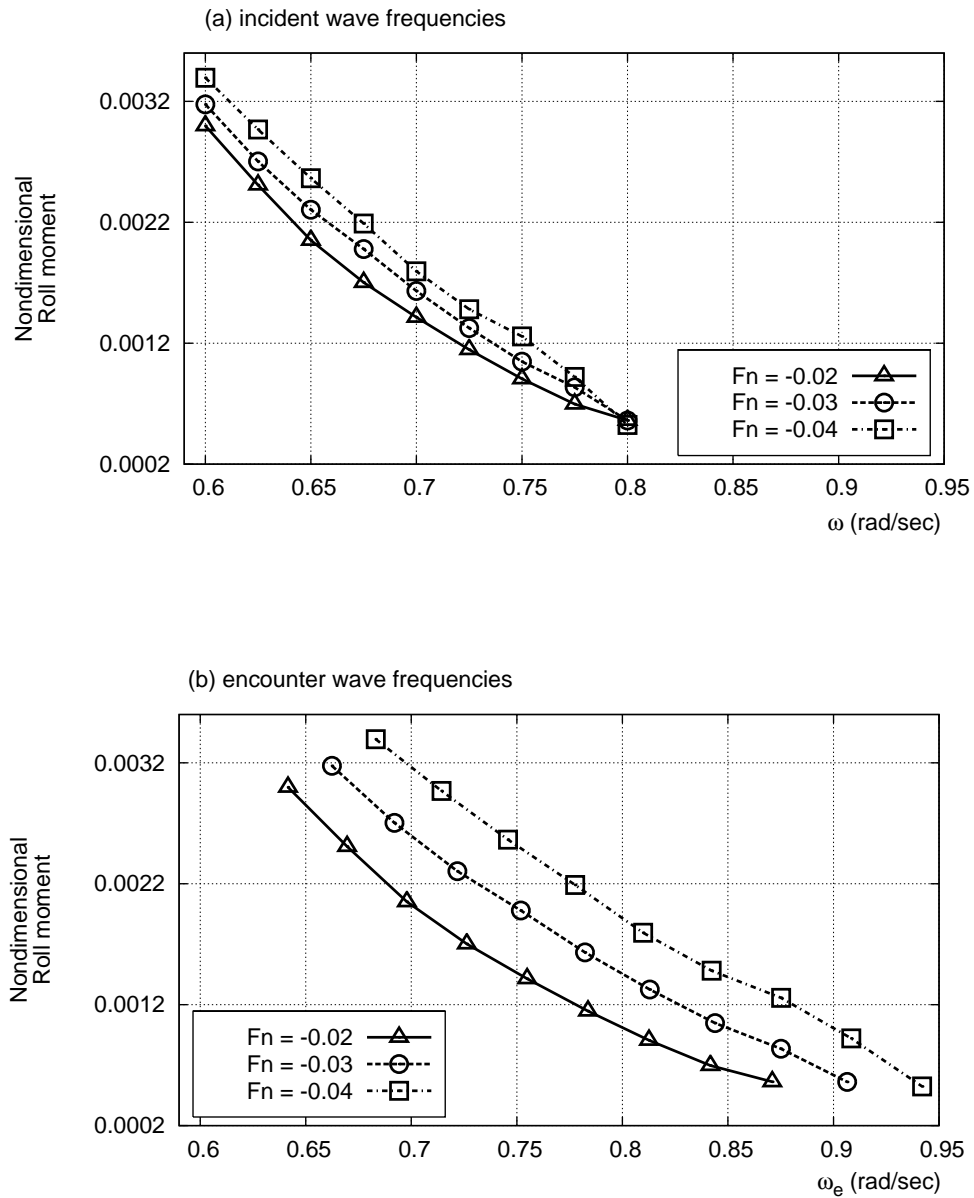 (a) incident wave frequencies
0.0032
0.0022
0.0012
0.0002
Nondimensional
Roll moment
Fn = -0.02
Fn = -0.03
Fn = -0.04
0.6 0.65 0.7 0.75 0.8 0.85 0.9 0.95
ω (rad/sec)
(b) encounter wave frequencies
0.0032
0.0022
0.0012
0.0002
Nondimensional
Roll moment
Fn = -0.02
Fn = -0.03
Fn = -0.04
0.6 0.65 0.7 0.75 0.8 0.85 0.9 0.95
ωe (rad/sec)